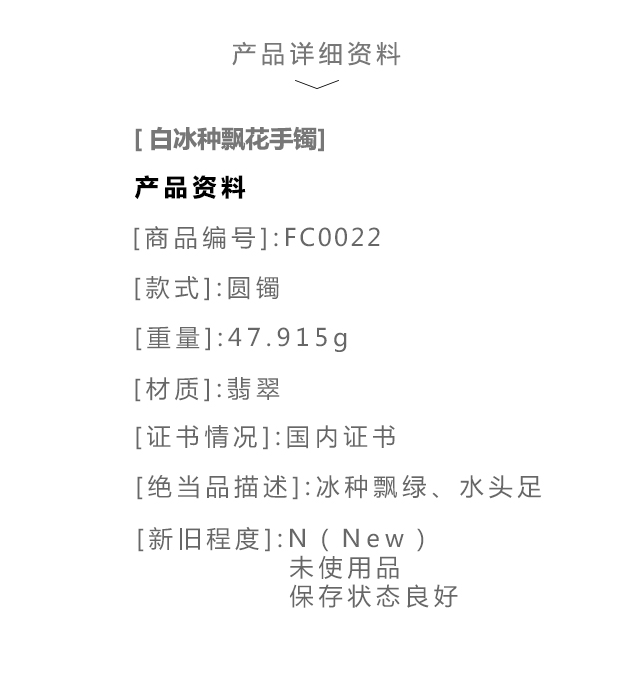 产品详细资料
[ 白冰种飘花手镯]
产品资料
[商品编号]:FC0022
[款式]:圆镯
[重量]:47.915g
[材质]:翡翠
[证书情况]:国内证书
[绝当品描述]:冰种飘绿、水头足
[新旧程度]:N(New)
未使用品
保存状态良好